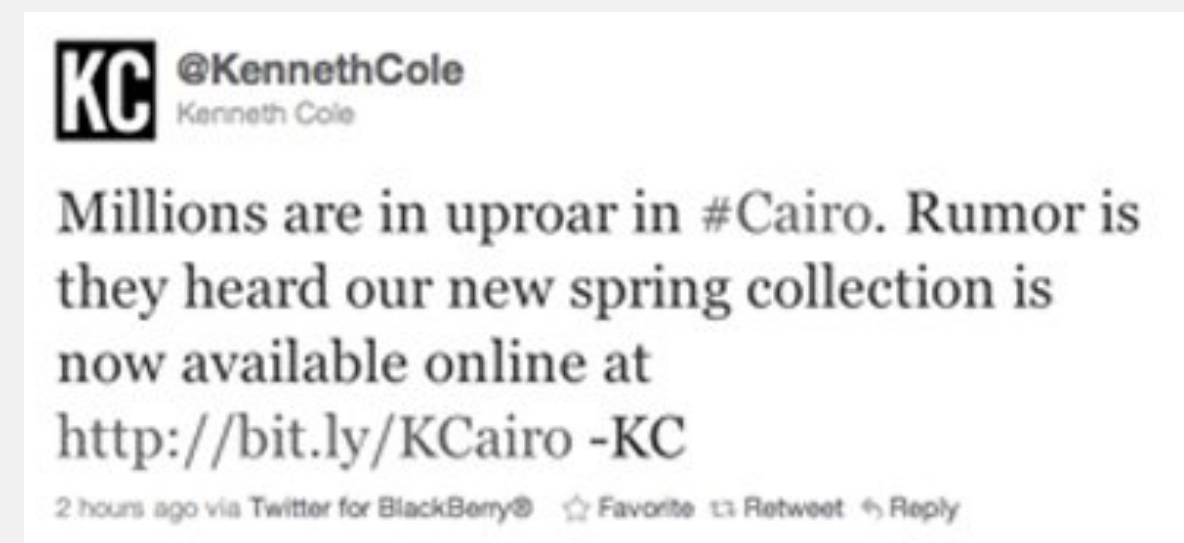 KC
@KennethCole
Kenneth Cole
Millions are in uproar in #Cairo. Rumor is
they heard our new spring collection is
now available online at
http://bit.ly/KCairo -KC
2 hours ago via Twitter for BlackBerry® Favorite Retweet Reply